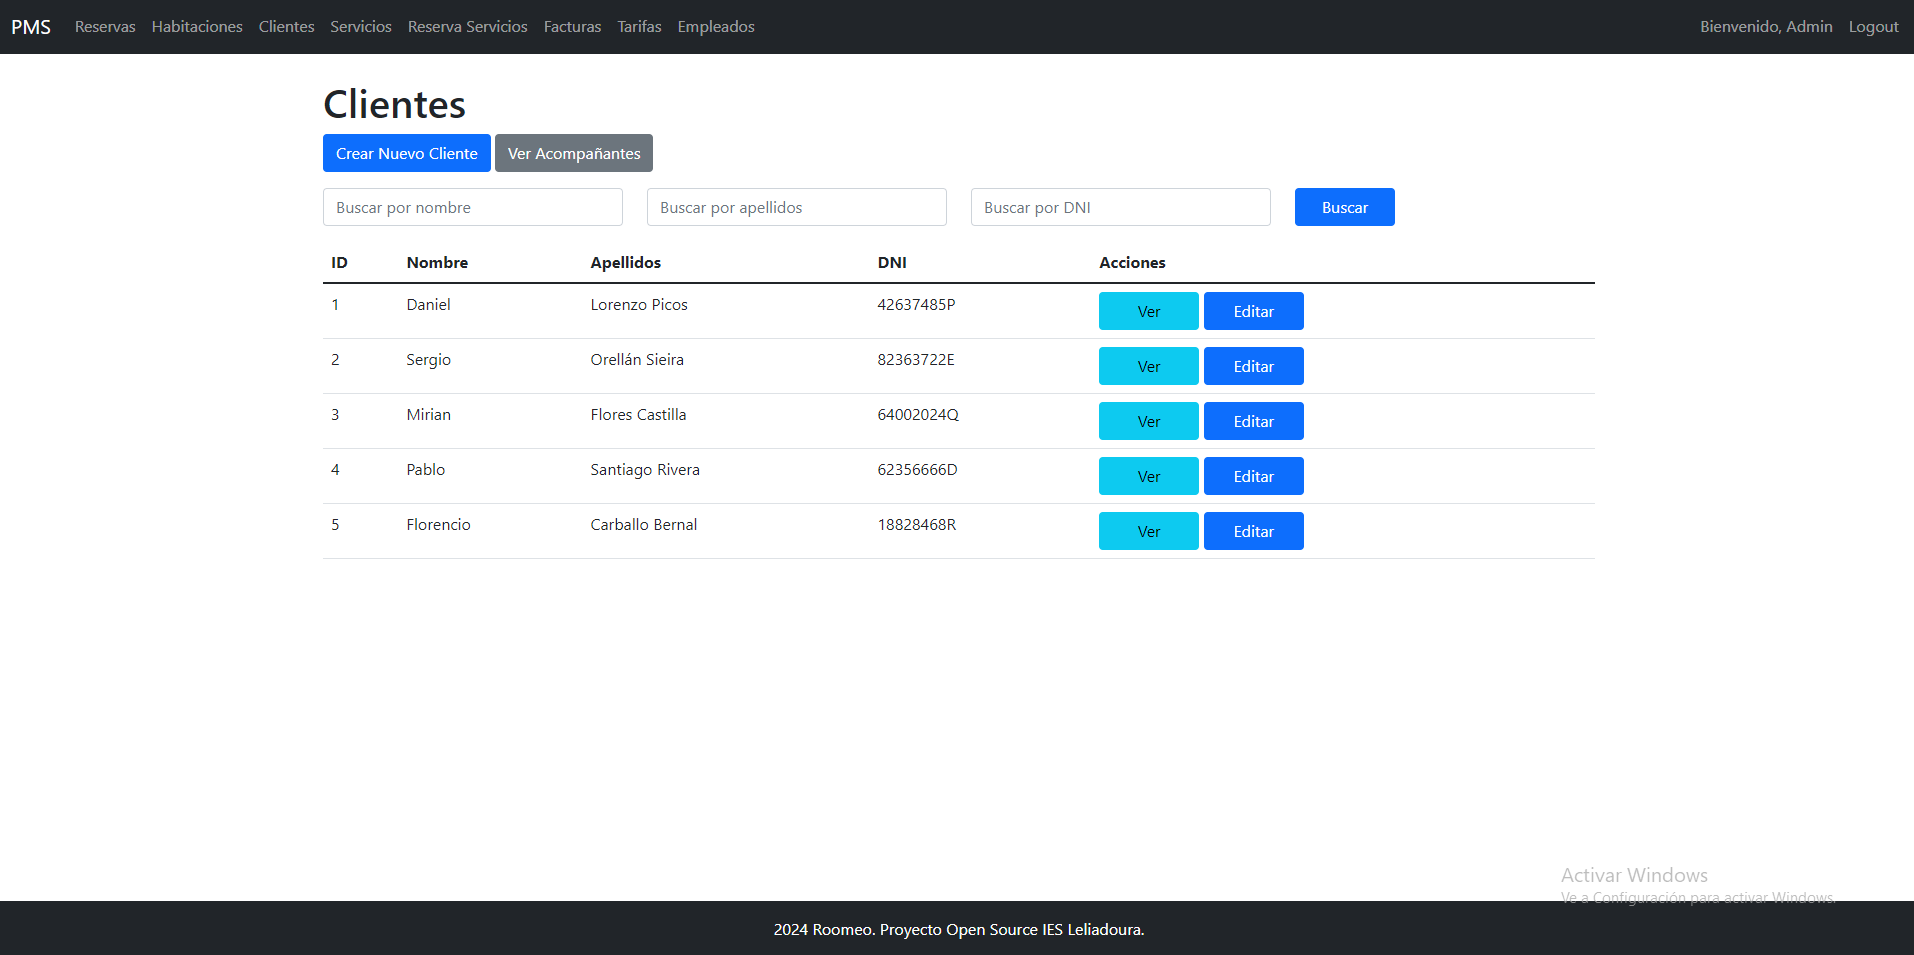 PMS Reservas Habitaciones Clientes Servicios Reserva Servicios Facturas Tarifas Empleados Bienvenido, Admin Logout
Clientes
Crear Nuevo Cliente Ver Acompañantes
Buscar por nombre Buscar por apellidos Buscar por DNI Buscar
ID Nombre Apellidos DNI Acciones
1 Daniel Lorenzo Picos 42637485P Ver Editar
2 Sergio Orellán Sieira 82363722E Ver Editar
3 Mirian Flores Castilla 64002024Q Ver Editar
4 Pablo Santiago Rivera 62356666D Ver Editar
5 Florencio Carballo Bernal 18828468R Ver Editar
Activar Windows
Ve a Configuración para activar Windows.
2024 Roomeo. Proyecto Open Source IES Leliadoura.